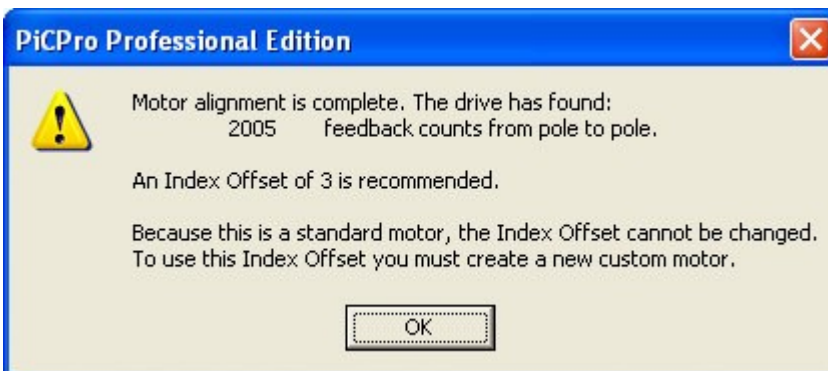 PiCPro Professional Edition
Motor alignment is complete. The drive has found:
2005 feedback counts from pole to pole.
An Index Offset of 3 is recommended.
Because this is a standard motor, the Index Offset cannot be changed.
To use this Index Offset you must create a new custom motor.
OK